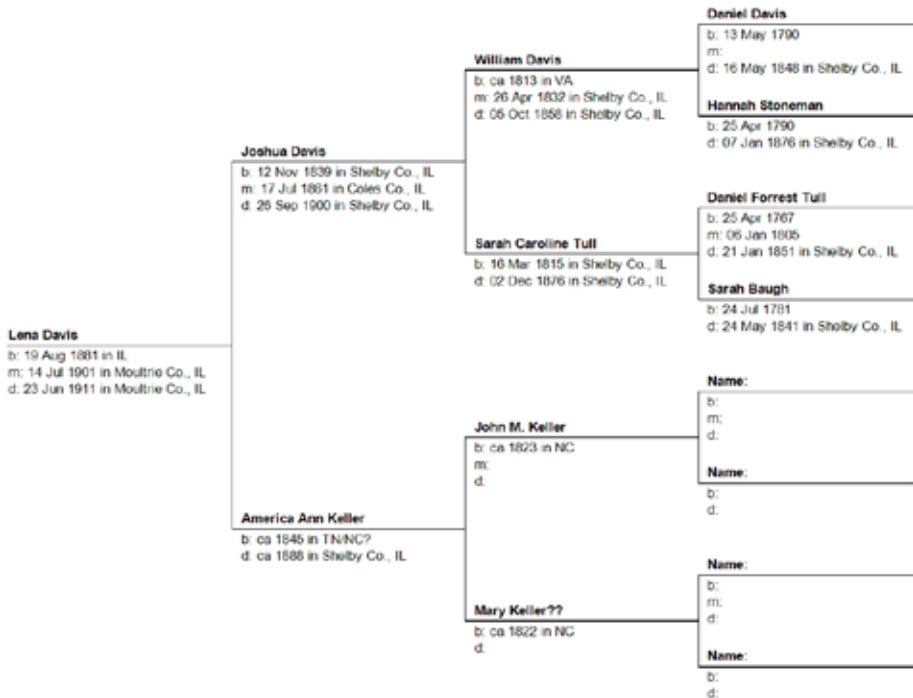 Daniel Davis
b: 13 May 1790
m:
d: 16 May 1848 in Shelby Co., IL
William Davis
b: ca 1813 in VA
m: 26 Apr 1832 in Shelby Co., IL
d: 05 Oct 1858 in Shelby Co., IL
Hannah Stoneman
b: 25 Apr 1790
d: 07 Jan 1876 in Shelby Co., IL
Joshua Davis
b: 12 Nov 1839 in Shelby Co., IL
m: 17 Jul 1861 in Coles Co., IL
d: 26 Sep 1900 in Shelby Co., IL
Daniel Forrest Tull
b: 25 Apr 1767
m: 06 Jan 1805
d: 21 Jan 1851 in Shelby Co., IL
Sarah Caroline Tull
b: 16 Mar 1815 in Shelby Co., IL
d: 02 Dec 1876 in Shelby Co., IL
Sarah Baugh
b: 24 Jul 1781
d: 24 May 1841 in Shelby Co., IL
Lena Davis
b: 19 Aug 1881 in IL
m: 14 Jul 1901 in Moultrie Co., IL
d: 23 Jun 1911 in Moultrie Co., IL
Name:
b:
m:
d:
John M. Keller
b: ca 1823 in NC
m:
d:
Name:
b:
d:
America Ann Keller
b: ca 1845 in TN/NC?
d: ca 1888 in Shelby Co., IL
Name:
b:
m:
d:
Mary Keller??
b: ca 1822 in NC
d:
Name:
b:
d: